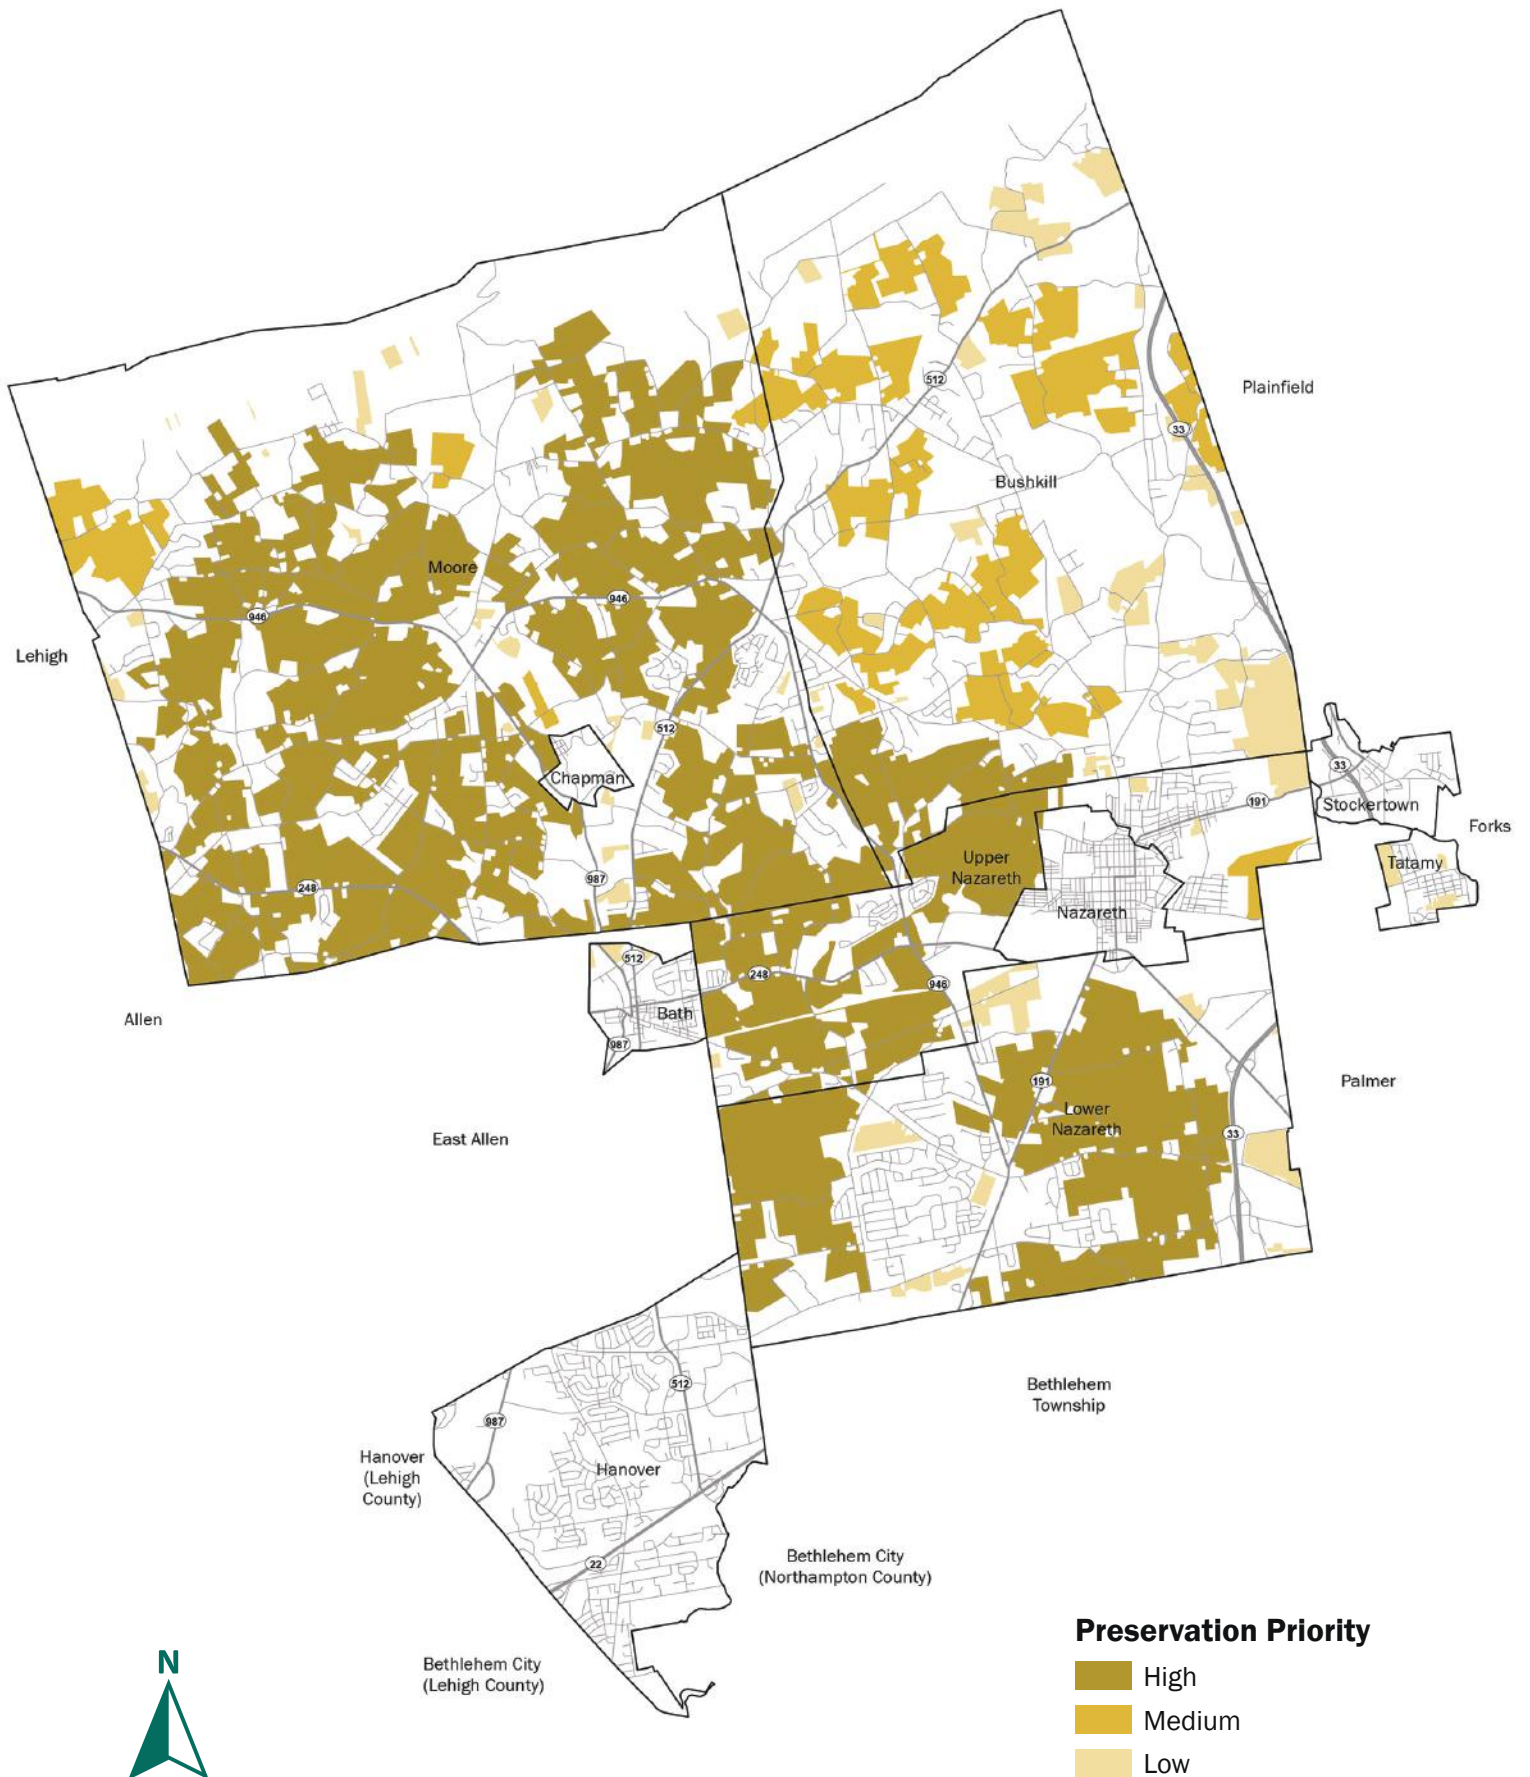 512
Plainfield
33
Bushkill
Moore
946
946
Lehigh
512
Chapman
33
191
Stockertown
Forks
Upper
Nazareth
Tatamy
987
248
Nazareth
512
248
946
Allen
Bath
987
191
Palmer
Lower
Nazareth
33
East Allen
512
Bethlehem
Township
987
Hanover
(Lehigh
County)
Hanover
22
Bethlehem City
(Northampton County)
Preservation Priority
N
Bethlehem City
(Lehigh County)
High
Medium
Low